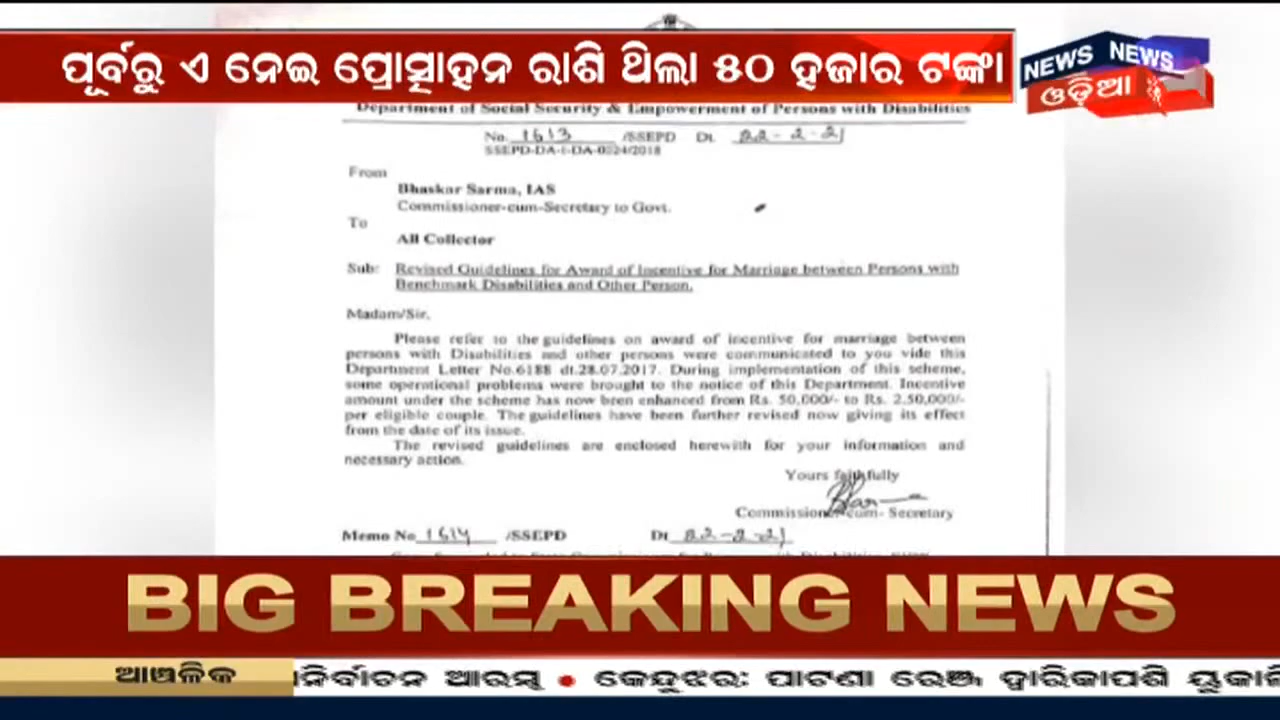 ପୂର୍ବରୁ ଏ ନେଇ ପ୍ରୋତ୍ସାହନ ରାଶି ଥିଲା ୫୦ ହଜାର ଟଙ୍କା
NEWS NEWS
ଓଡ଼ିଆ
Department of Social Security & Empowerment of Persons with Disabilities
No. 1613 /SSEPD Dt. 22-2-21
SSEPD-DA-I-DA-0024/2018
From
Bhaskar Sarma, IAS
Commissioner-cum-Secretary to Govt.
To
All Collector
Sub: Revised Guidelines for Award of Incentive for Marriage between Persons with
Benchmark Disabilities and Other Person.
Madam/Sir,
Please refer to the guidelines on award of incentive for marriage between
persons with Disabilities and other persons were communicated to you vide this
Department Letter No.6188 dt.28.07.2017. During implementation of this scheme,
some operational problems were brought to the notice of this Department. Incentive
amount under the scheme has now been enhanced from Rs. 50,000/- to Rs. 2,50,000/-
per eligible couple. The guidelines have been further revised now giving its effect
from the date of its issue.
The revised guidelines are enclosed herewith for your information and
necessary action.
Yours faithfully
Commissioner-cum- Secretary
Memo No 1614 /SSEPD Dt 22-2-21
BIG BREAKING NEWS
ଆଞ୍ଚଳିକ
ନିର୍ବାଚନ ଆରମ୍ଭ • କେନ୍ଦୁଝର: ପାଟଣା ରେଞ୍ଜ ଦ୍ୱାରିକାପଶି ୟୁକାଲି